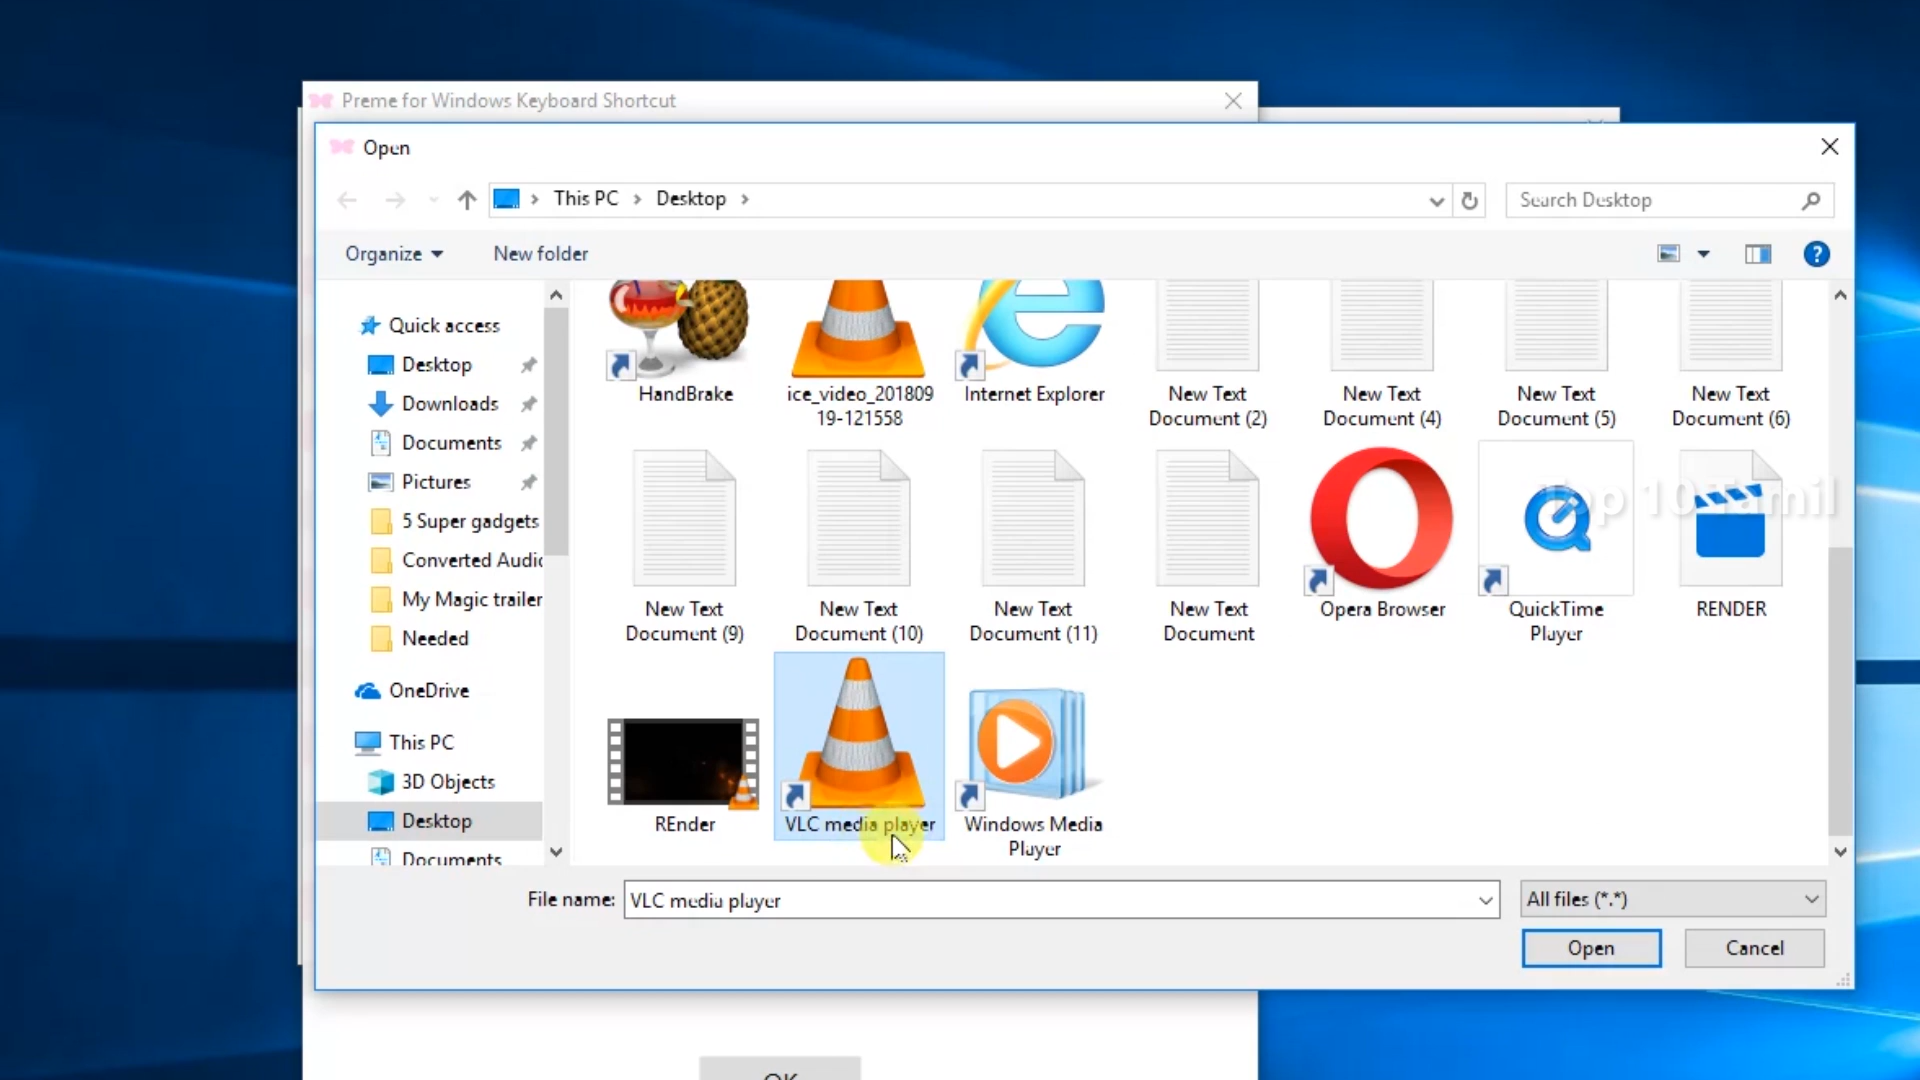 Preme for Windows Keyboard Shortcut
Open
This PC > Desktop >
Search Desktop
Organize
New folder
Quick access
Desktop
Downloads
Documents
Pictures
5 Super gadgets
Converted Audio
My Magic trailer
Needed
OneDrive
This PC
3D Objects
Desktop
Documents
HandBrake
ice_video_201809
19-121558
Internet Explorer
New Text
Document (2)
New Text
Document (4)
New Text
Document (5)
New Text
Document (6)
New Text
Document (9)
New Text
Document (10)
New Text
Document (11)
New Text
Document
Opera Browser
QuickTime
Player
RENDER
Top 10 Tamil
REnder
VLC media player
Windows Media
Player
File name:
VLC media player
All files (*.*)
Open
Cancel
OK